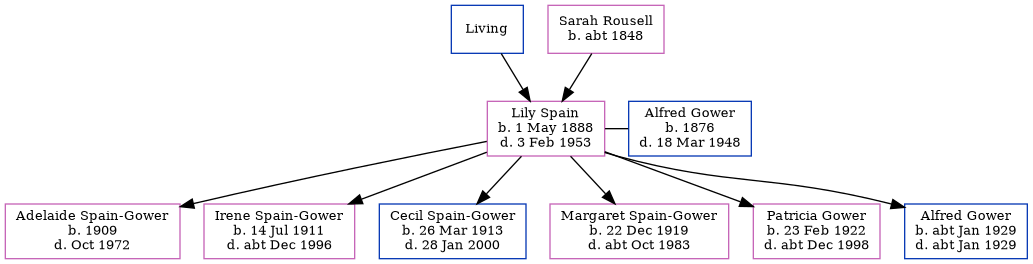 Living
Sarah Rousell
b. abt 1848
Lily Spain
b. 1 May 1888
d. 3 Feb 1953
Alfred Gower
b. 1876
d. 18 Mar 1948
Adelaide Spain-Gower
b. 1909
d. Oct 1972
Irene Spain-Gower
b. 14 Jul 1911
d. abt Dec 1996
Cecil Spain-Gower
b. 26 Mar 1913
d. 28 Jan 2000
Margaret Spain-Gower
b. 22 Dec 1919
d. abt Oct 1983
Patricia Gower
b. 23 Feb 1922
d. abt Dec 1998
Alfred Gower
b. abt Jan 1929
d. abt Jan 1929